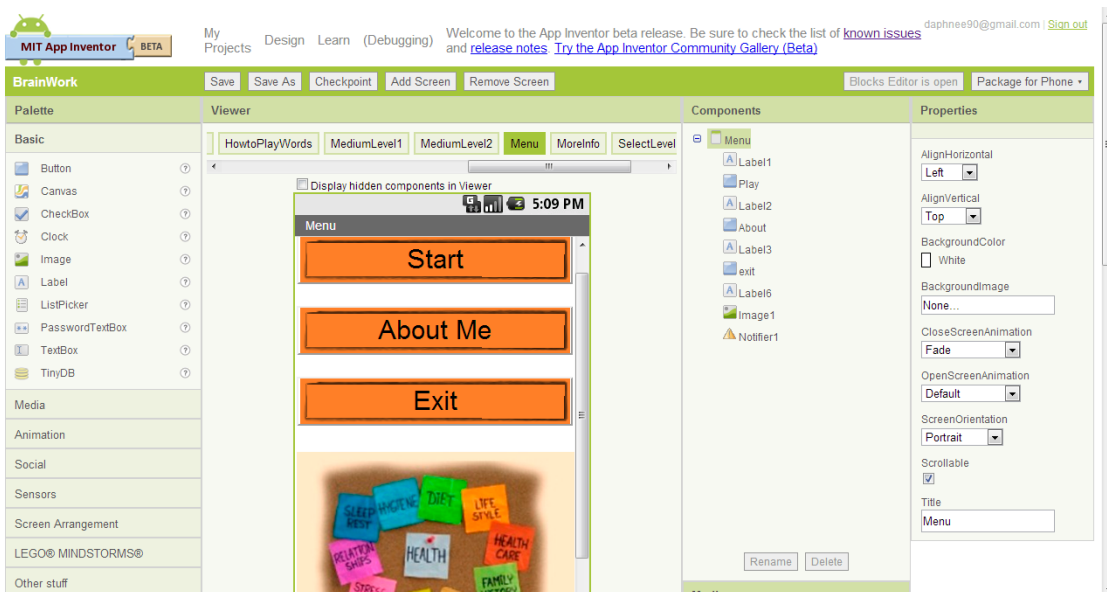 daphnee90@gmail.com | Sign out
MIT App Inventor BETA
My Projects Design Learn (Debugging) Welcome to the App Inventor beta release. Be sure to check the list of known issues
and release notes. Try the App Inventor Community Gallery (Beta)
BrainWork Save Save As Checkpoint Add Screen Remove Screen Blocks Editor is open Package for Phone
Palette
Basic
Button
Canvas
CheckBox
Clock
Image
Label
ListPicker
PasswordTextBox
TextBox
TinyDB
Media
Animation
Social
Sensors
Screen Arrangement
LEGO® MINDSTORMS®
Other stuff
Viewer
HowtoPlayWords MediumLevel1 MediumLevel2 Menu MoreInfo SelectLevel
Display hidden components in Viewer
5:09 PM
Menu
Start
About Me
Exit
SLEEP REST
HYGIENE
DIET
LIFE STYLE
RELATION SHIPS
HEALTH
HEALTH CARE
STRESS
FAMILY HISTORY
Components
Menu
Label1
Play
Label2
About
Label3
exit
Label6
Image1
Notifier1
Rename Delete
Properties
AlignHorizontal
Left
AlignVertical
Top
BackgroundColor
White
BackgroundImage
None...
CloseScreenAnimation
Fade
OpenScreenAnimation
Default
ScreenOrientation
Portrait
Scrollable
Title
Menu